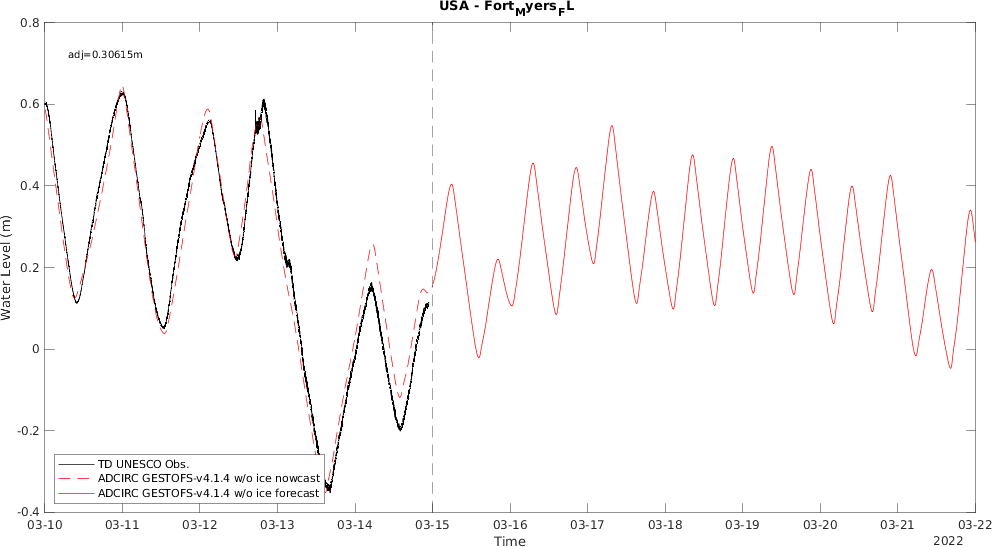 USA - Fort_Myers_FL
adj=0.30615m
0.8
0.6
0.4
0.2
0
-0.2
-0.4
Water Level (m)
TD UNESCO Obs.
ADCIRC GESTOFS-v4.1.4 w/o ice nowcast
ADCIRC GESTOFS-v4.1.4 w/o ice forecast
03-10 03-11 03-12 03-13 03-14 03-15 03-16 03-17 03-18 03-19 03-20 03-21 03-22
Time
2022